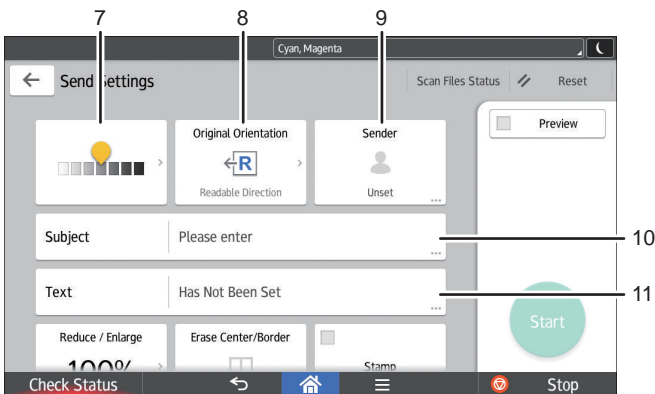 7 8 9
Cyan, Magenta
Send Settings Scan Files Status Reset
Original Orientation Sender Preview
R
Readable Direction Unset
Subject Please enter
10
Text Has Not Been Set
11
Start
Reduce / Enlarge Erase Center/Border
100% Stamp
Check Status Stop